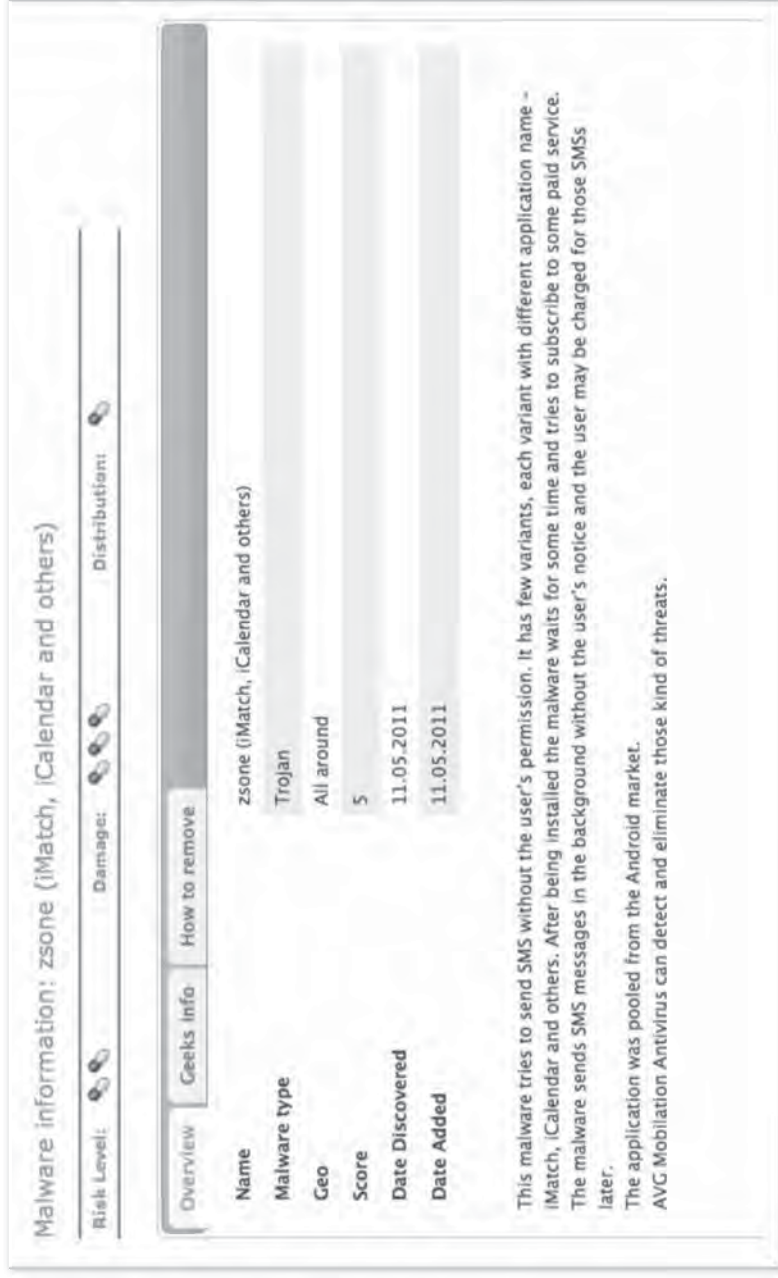 Malware information: zsone (iMatch, iCalendar and others)
Risk Level: Damage: Distribution:
Overview Geeks Info How to remove
Name zsone (iMatch, iCalendar and others)
Malware type Trojan
Geo All around
Score 5
Date Discovered 11.05.2011
Date Added 11.05.2011
This malware tries to send SMS without the user's permission. It has few variants, each variant with different application name -
iMatch, iCalendar and others. After being installed the malware waits for some time and tries to subscribe to some paid service.
The malware sends SMS messages in the background without the user's notice and the user may be charged for those SMSs
later.
The application was pooled from the Android market.
AVG Mobilation Antivirus can detect and eliminate those kind of threats.